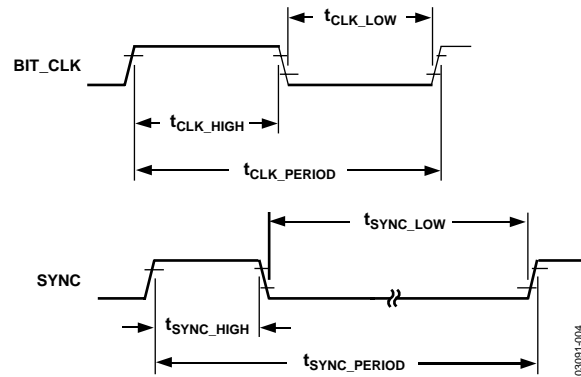 tCLK_LOW
BIT_CLK
tCLK_HIGH
tCLK_PERIOD
tSYNC_LOW
SYNC
tSYNC_HIGH
tSYNC_PERIOD
03091-004